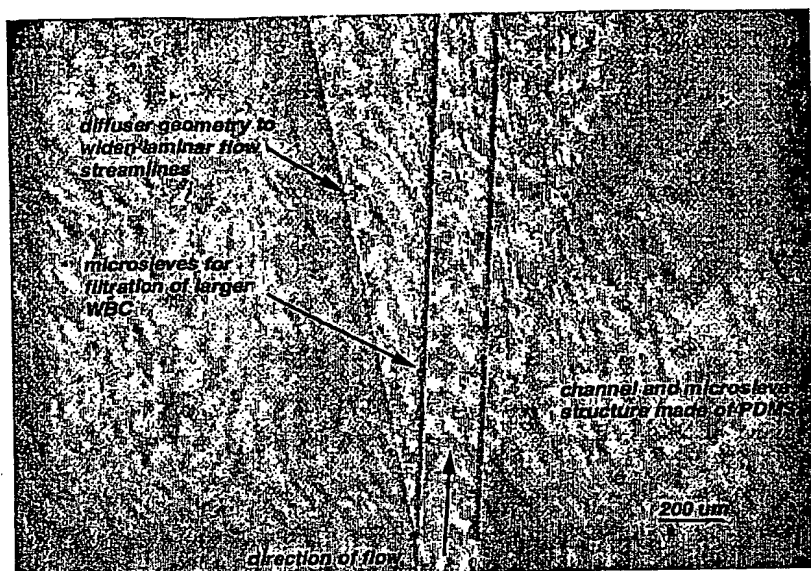 diffuser geometry to
widen laminar flow
streamlines
microsieves for
filtration of larger
WBC
channel and microsieve
structure made of PDMS
200 um
direction of flow